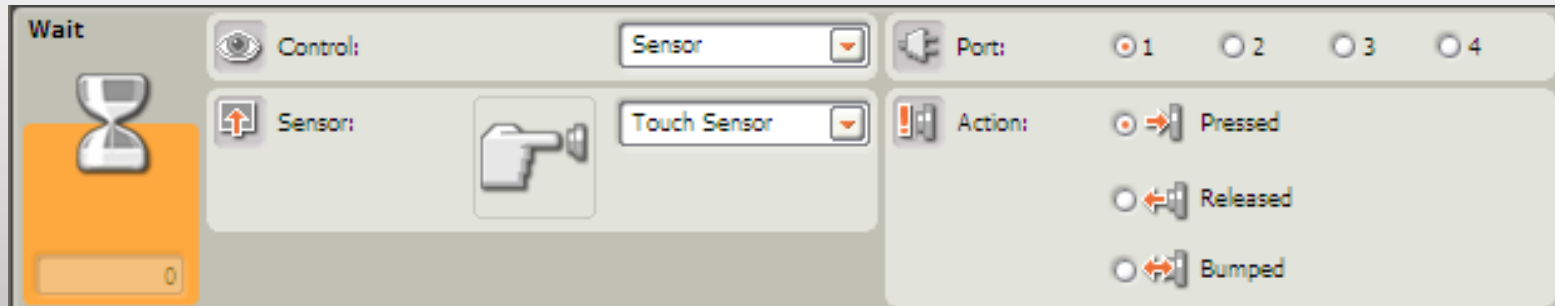 Wait
Control:
Sensor
Port:
1
2
3
4
Sensor:
Touch Sensor
Action:
Pressed
Released
Bumped
0